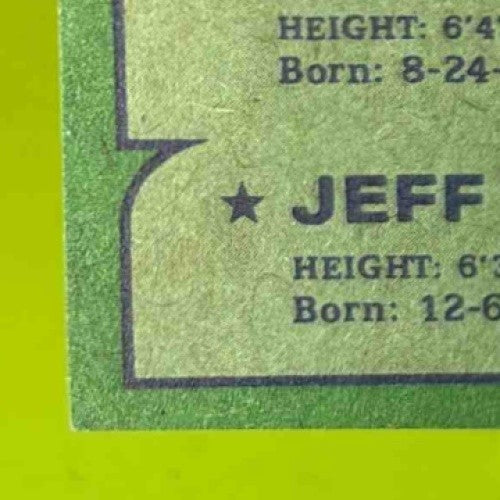 HEIGHT: 6'4
Born: 8-24-
★ JEFF
HEIGHT: 6'3
Born: 12-6